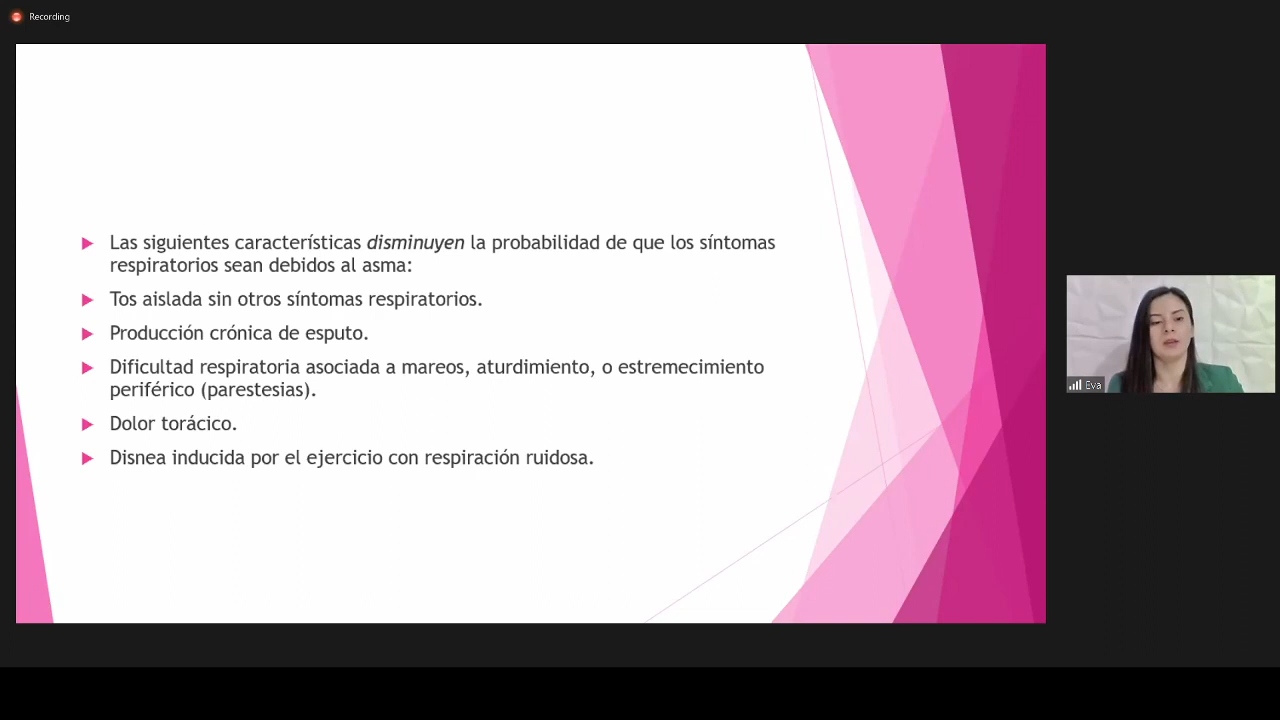 Recording
Las siguientes características disminuyen la probabilidad de que los síntomas
respiratorios sean debidos al asma:
Tos aislada sin otros síntomas respiratorios.
Producción crónica de esputo.
Dificultad respiratoria asociada a mareos, aturdimiento, o estremecimiento
periférico (parestesias).
Dolor torácico.
Disnea inducida por el ejercicio con respiración ruidosa.
Eva